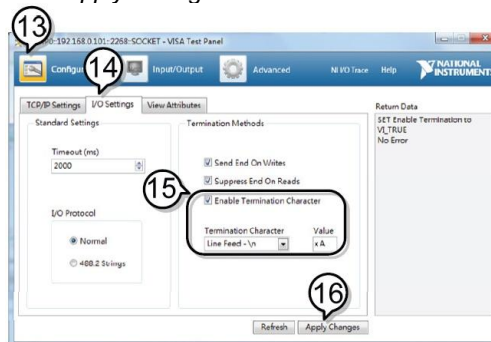 13
::192.168.0.101::2268::SOCKET - VISA Test Panel
Configu
14
Input/Output
Advanced
NI I/O Trace
Help
NATIONAL
INSTRUMENTS
TCP/IP Settings
I/O Settings
View Attributes
Return Data
Standard Settings
Termination Methods
SET Enable Termination to
VI_TRUE
No Error
Timeout (ms)
2000
Send End On Writes
Suppress End On Reads
15
Enable Termination Character
I/O Protocol
Termination Character
Value
Line Feed - \n
xA
Normal
488.2 Strings
16
Refresh
Apply Changes